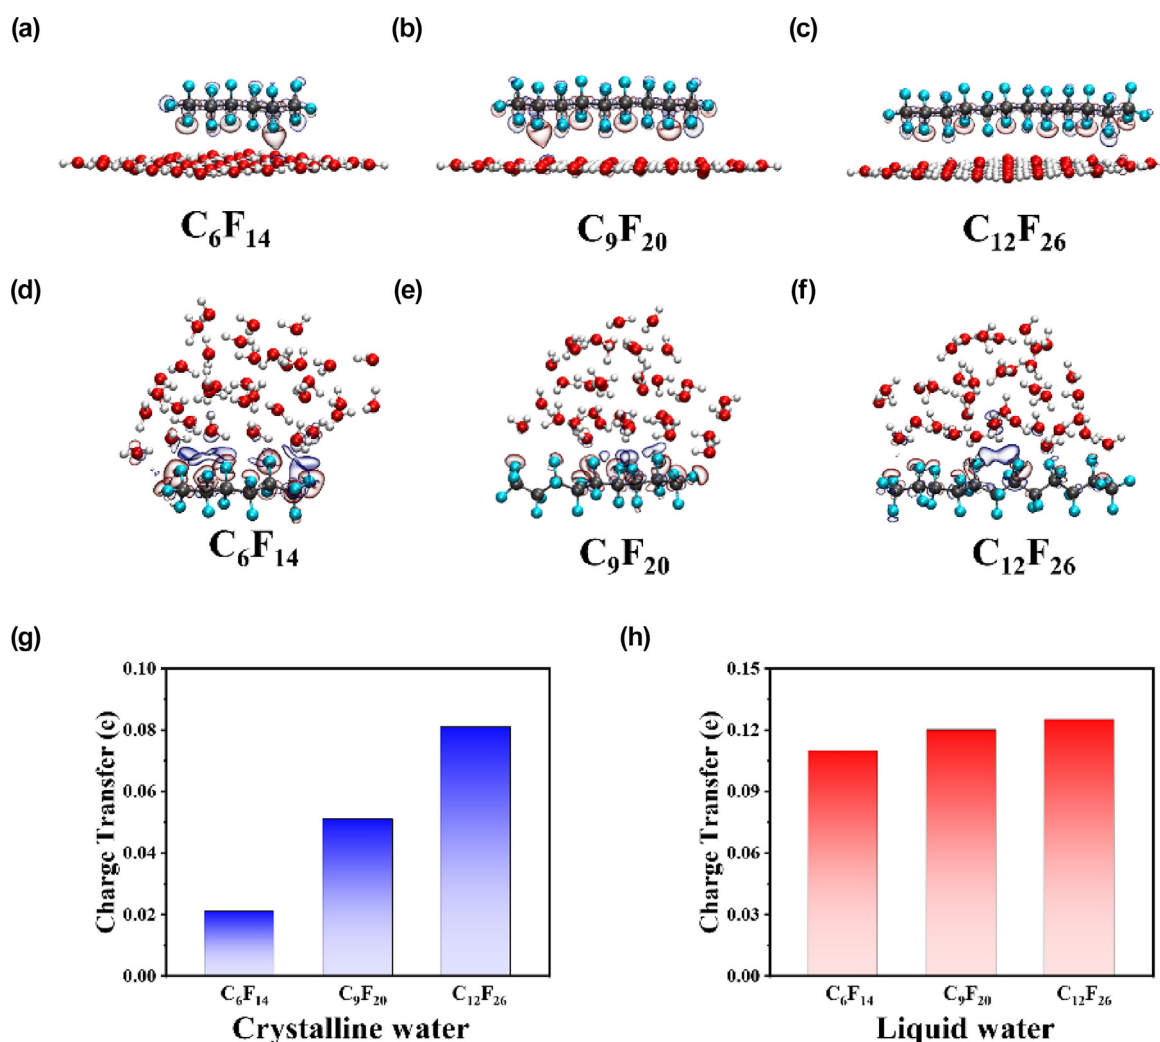 (a) (b) (c)
C₆F₁₄ C₉F₂₀ C₁₂F₂₆
(d) (e) (f)
C₆F₁₄ C₉F₂₀ C₁₂F₂₆
(g)
Charge Transfer (e)
0.10
0.08
0.06
0.04
0.02
0.00
C₆F₁₄ C₉F₂₀ C₁₂F₂₆
Crystalline water
(h)
Charge Transfer (e)
0.15
0.12
0.09
0.06
0.03
0.00
C₆F₁₄ C₉F₂₀ C₁₂F₂₆
Liquid water